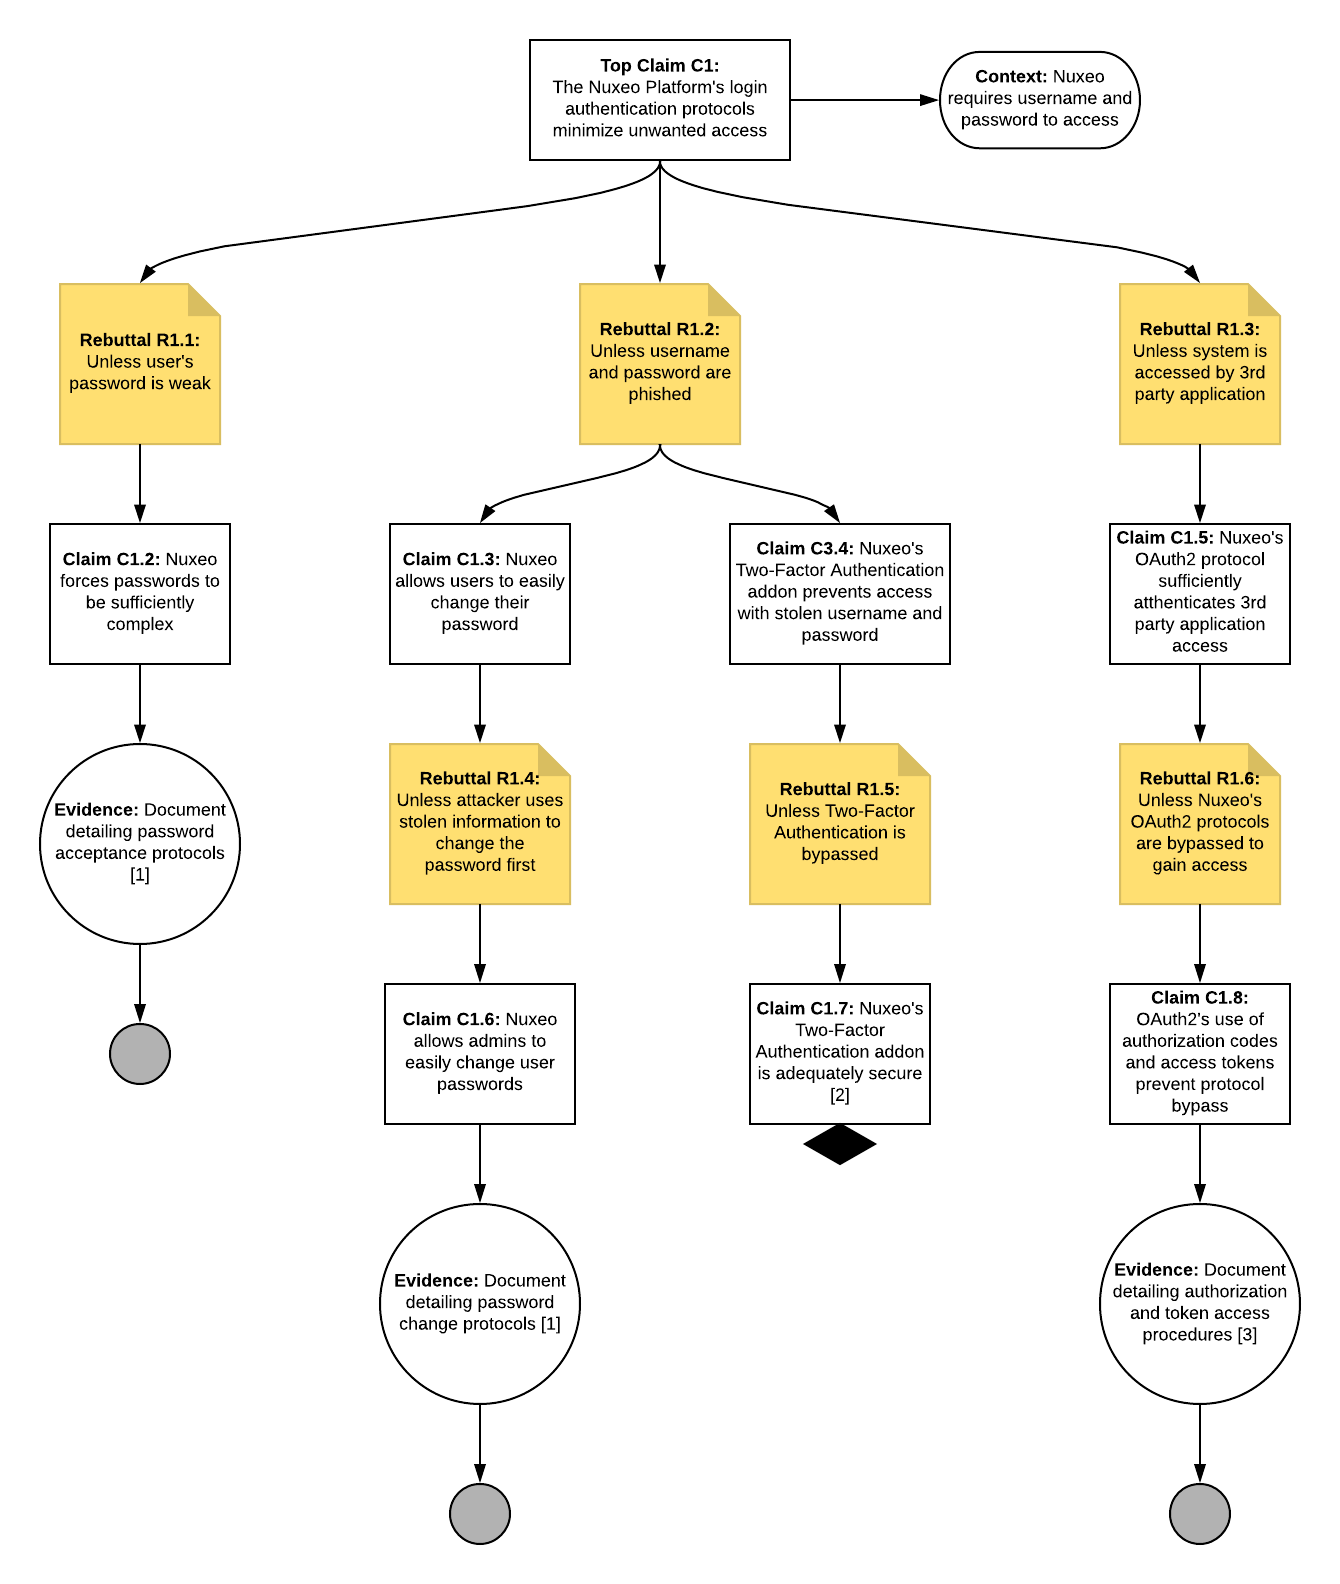 Top Claim C1:
The Nuxeo Platform's login
authentication protocols
minimize unwanted access
Context: Nuxeo
requires username and
password to access
Rebuttal R1.1:
Unless user's
password is weak
Rebuttal R1.2:
Unless username
and password are
phished
Rebuttal R1.3:
Unless system is
accessed by 3rd
party application
Claim C1.2: Nuxeo
forces passwords to
be sufficiently
complex
Claim C1.3: Nuxeo
allows users to easily
change their
password
Claim C3.4: Nuxeo's
Two-Factor Authentication
addon prevents access
with stolen username and
password
Claim C1.5: Nuxeo's
OAuth2 protocol
sufficiently
atthenticates 3rd
party application
access
Evidence: Document
detailing password
acceptance protocols
[1]
Rebuttal R1.4:
Unless attacker uses
stolen information to
change the
password first
Rebuttal R1.5:
Unless Two-Factor
Authentication is
bypassed
Rebuttal R1.6:
Unless Nuxeo's
OAuth2 protocols
are bypassed to
gain access
Claim C1.6: Nuxeo
allows admins to
easily change user
passwords
Claim C1.7: Nuxeo's
Two-Factor
Authentication addon
is adequately secure
[2]
Claim C1.8:
OAuth2's use of
authorization codes
and access tokens
prevent protocol
bypass
Evidence: Document
detailing password
change protocols [1]
Evidence: Document
detailing authorization
and token access
procedures [3]